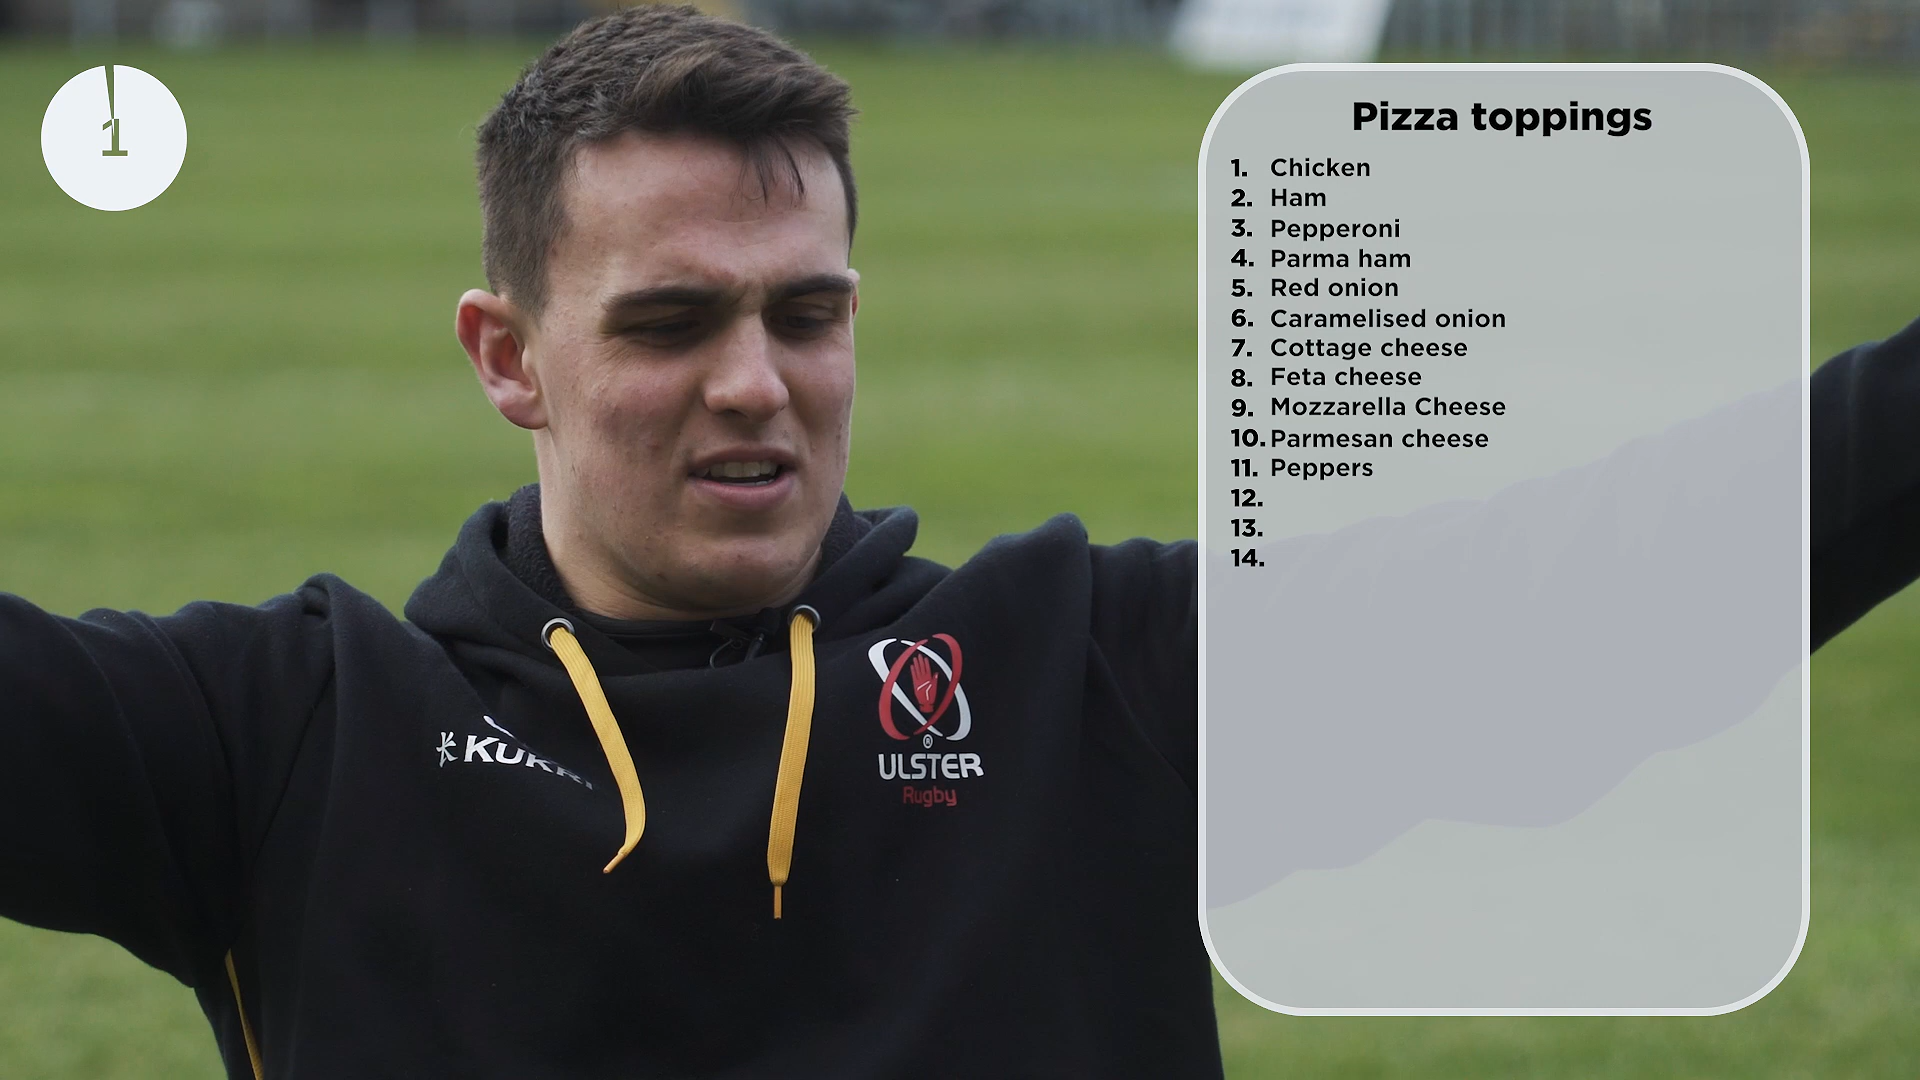 1
Pizza toppings
1. Chicken
2. Ham
3. Pepperoni
4. Parma ham
5. Red onion
6. Caramelised onion
7. Cottage cheese
8. Feta cheese
9. Mozzarella Cheese
10. Parmesan cheese
11. Peppers
12.
13.
14.
KUKRI
®
ULSTER
Rugby